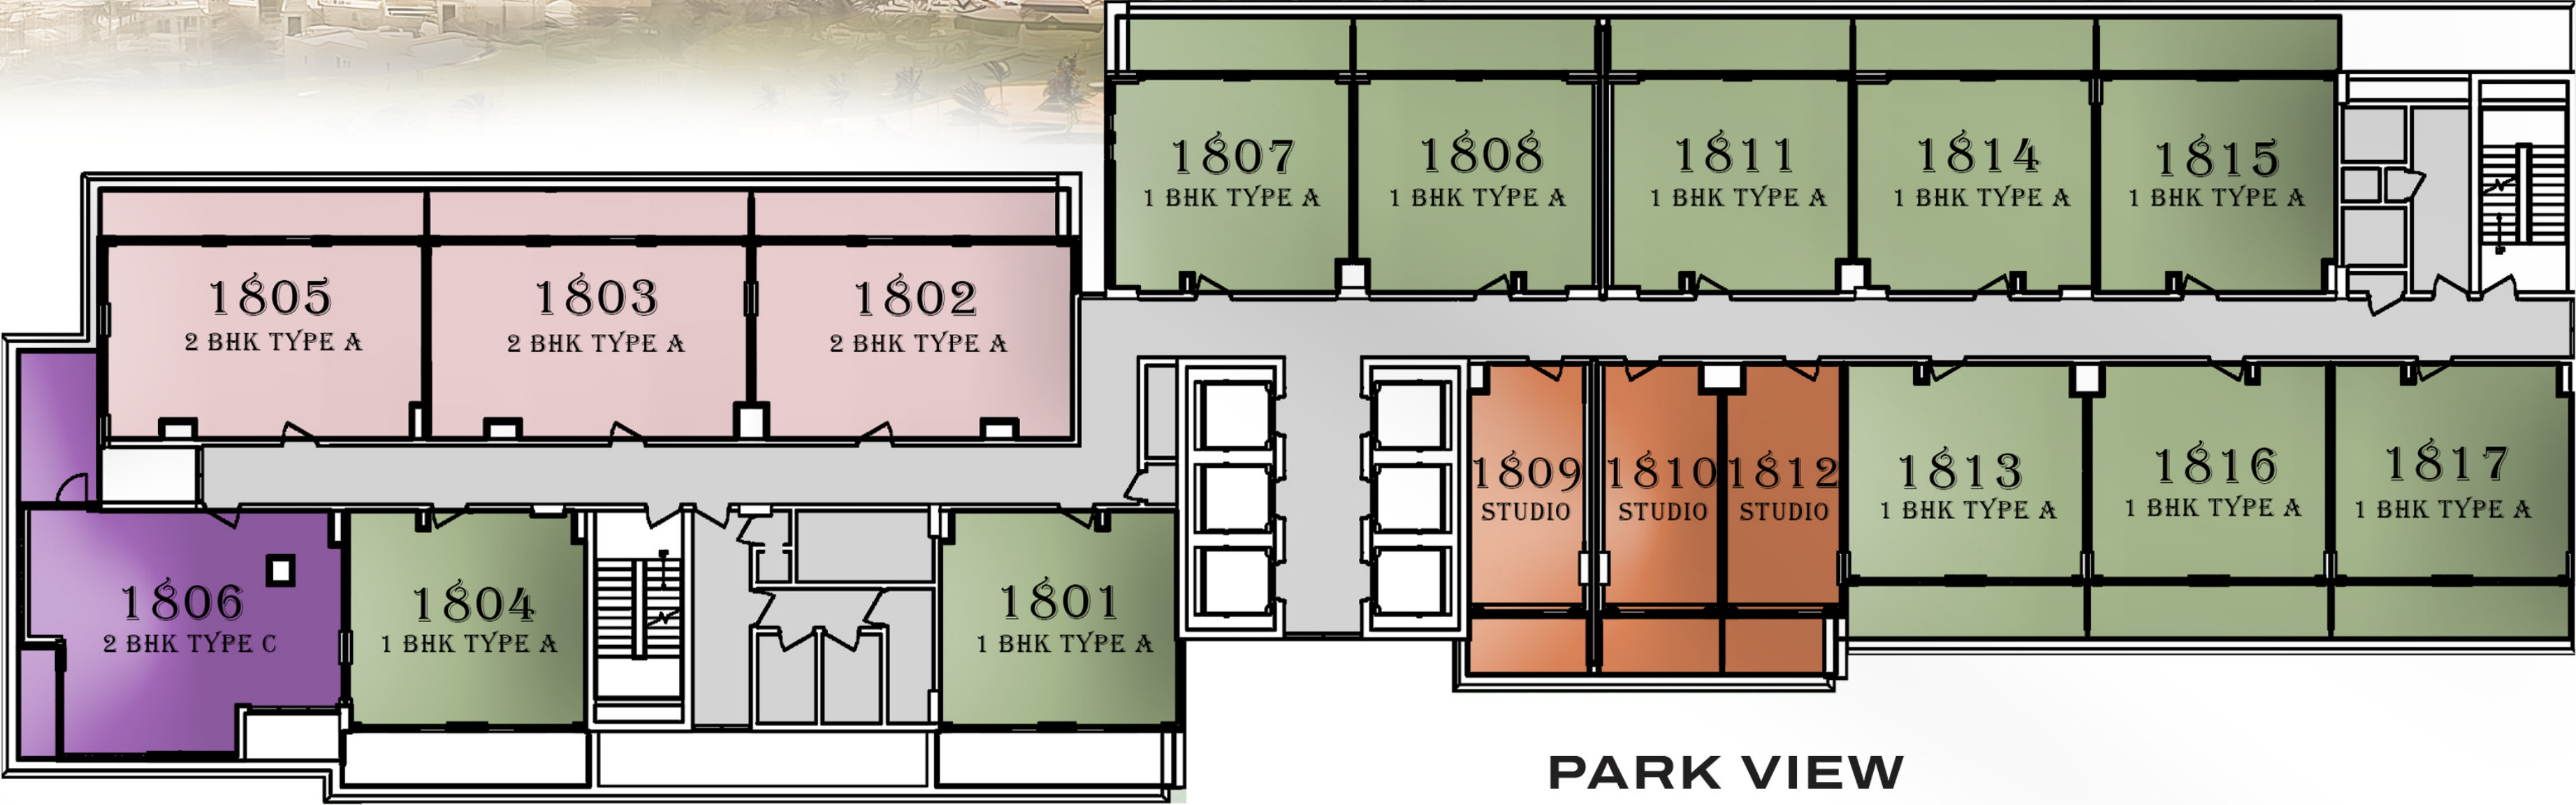 1807
1 BHK TYPE A
1808
1 BHK TYPE A
1811
1 BHK TYPE A
1814
1 BHK TYPE A
1815
1 BHK TYPE A
1805
2 BHK TYPE A
1803
2 BHK TYPE A
1802
2 BHK TYPE A
1809
STUDIO
1810
STUDIO
1812
STUDIO
1813
1 BHK TYPE A
1816
1 BHK TYPE A
1817
1 BHK TYPE A
1806
2 BHK TYPE C
1804
1 BHK TYPE A
1801
1 BHK TYPE A
PARK VIEW